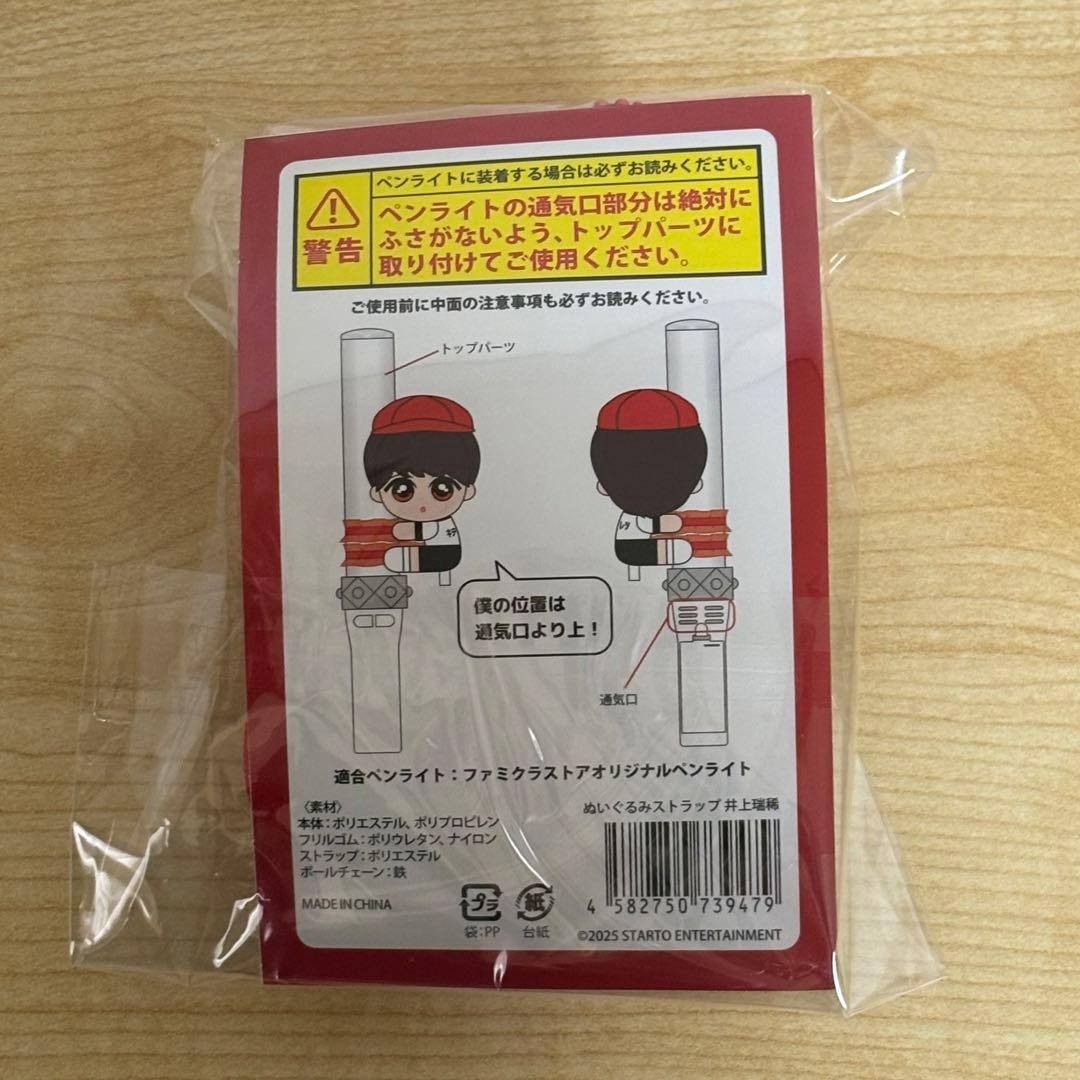 ペンライトに装着する場合は必ずお読みください。
警告
ペンライトの通気口部分は絶対に
ふさがないよう、トップパーツに
取り付けてご使用ください。
ご使用前に中面の注意事項も必ずお読みください。
トップパーツ
僕の位置は
通気口より上!
通気口
適合ペンライト:ファミクラストアオリジナルペンライト
〈素材〉
本体:ポリエステル、ポリプロピレン
フリルゴム:ポリウレタン、ナイロン
ストラップ:ポリエステル
ボールチェーン:鉄
MADE IN CHINA
プラ
袋:PP
紙
台紙
ぬいぐるみストラップ 井上瑞稀
4 582750 739479
©2025 STARTO ENTERTAINMENT